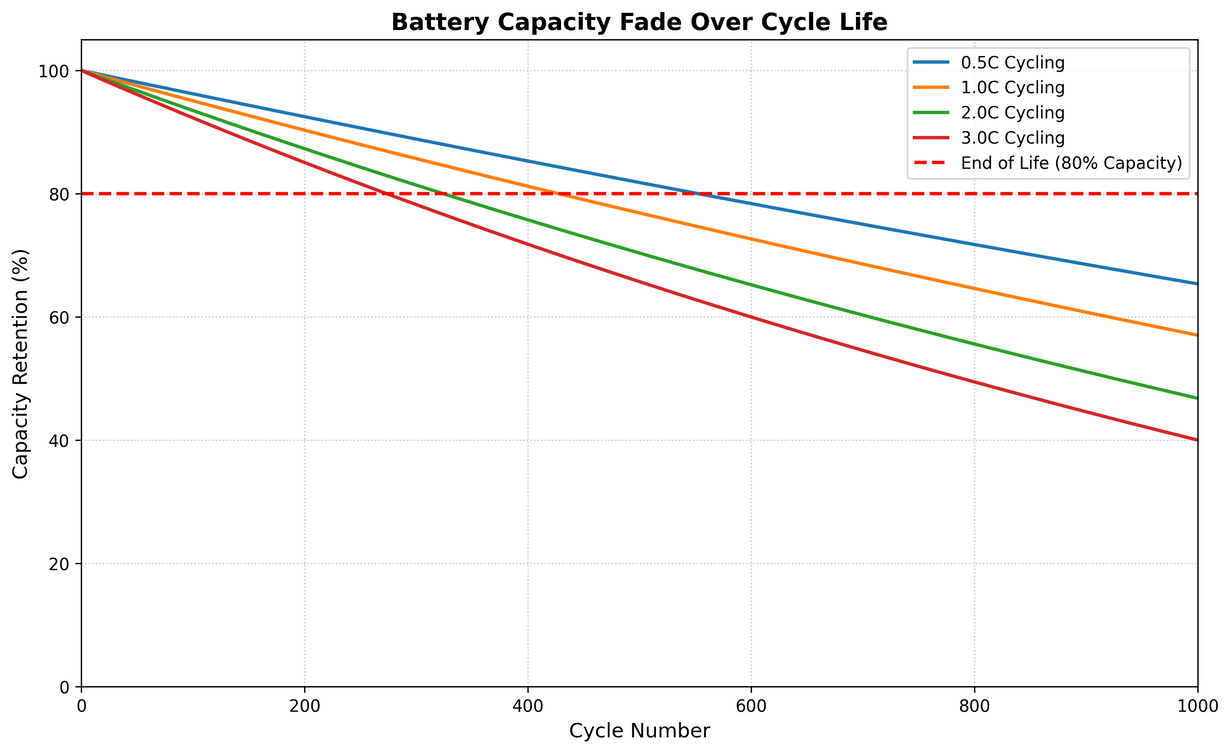 Battery Capacity Fade Over Cycle Life
0.5C Cycling
1.0C Cycling
2.0C Cycling
3.0C Cycling
End of Life (80% Capacity)
Capacity Retention (%)
100
80
60
40
20
0
0 200 400 600 800 1000
Cycle Number